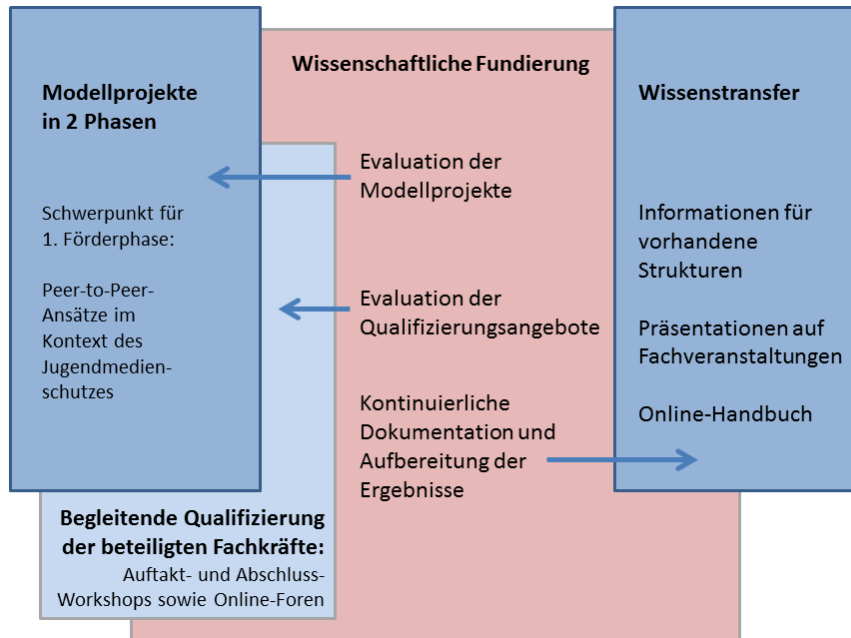 Modellprojekte
in 2 Phasen
Schwerpunkt für
1. Förderphase:
Peer-to-Peer-
Ansätze im
Kontext des
Jugendmedien-
schutzes
Begleitende Qualifizierung
der beteiligten Fachkräfte:
Auftakt- und Abschluss-
Workshops sowie Online-Foren
Wissenschaftliche Fundierung
Evaluation der
Modellprojekte
Evaluation der
Qualifizierungsangebote
Kontinuierliche
Dokumentation und
Aufbereitung der
Ergebnisse
Wissenstransfer
Informationen für
vorhandene
Strukturen
Präsentationen auf
Fachveranstaltungen
Online-Handbuch